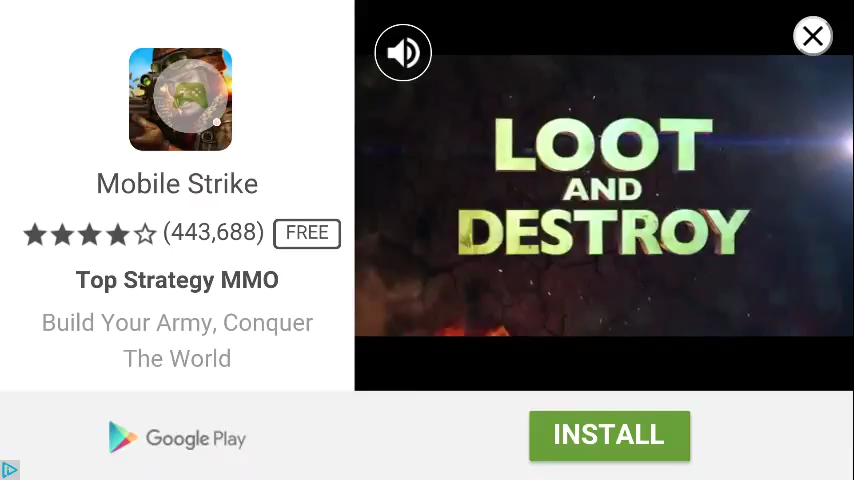 Mobile Strike
(443,688) FREE
Top Strategy MMO
Build Your Army, Conquer
The World
LOOT
AND
DESTROY
Google Play
INSTALL